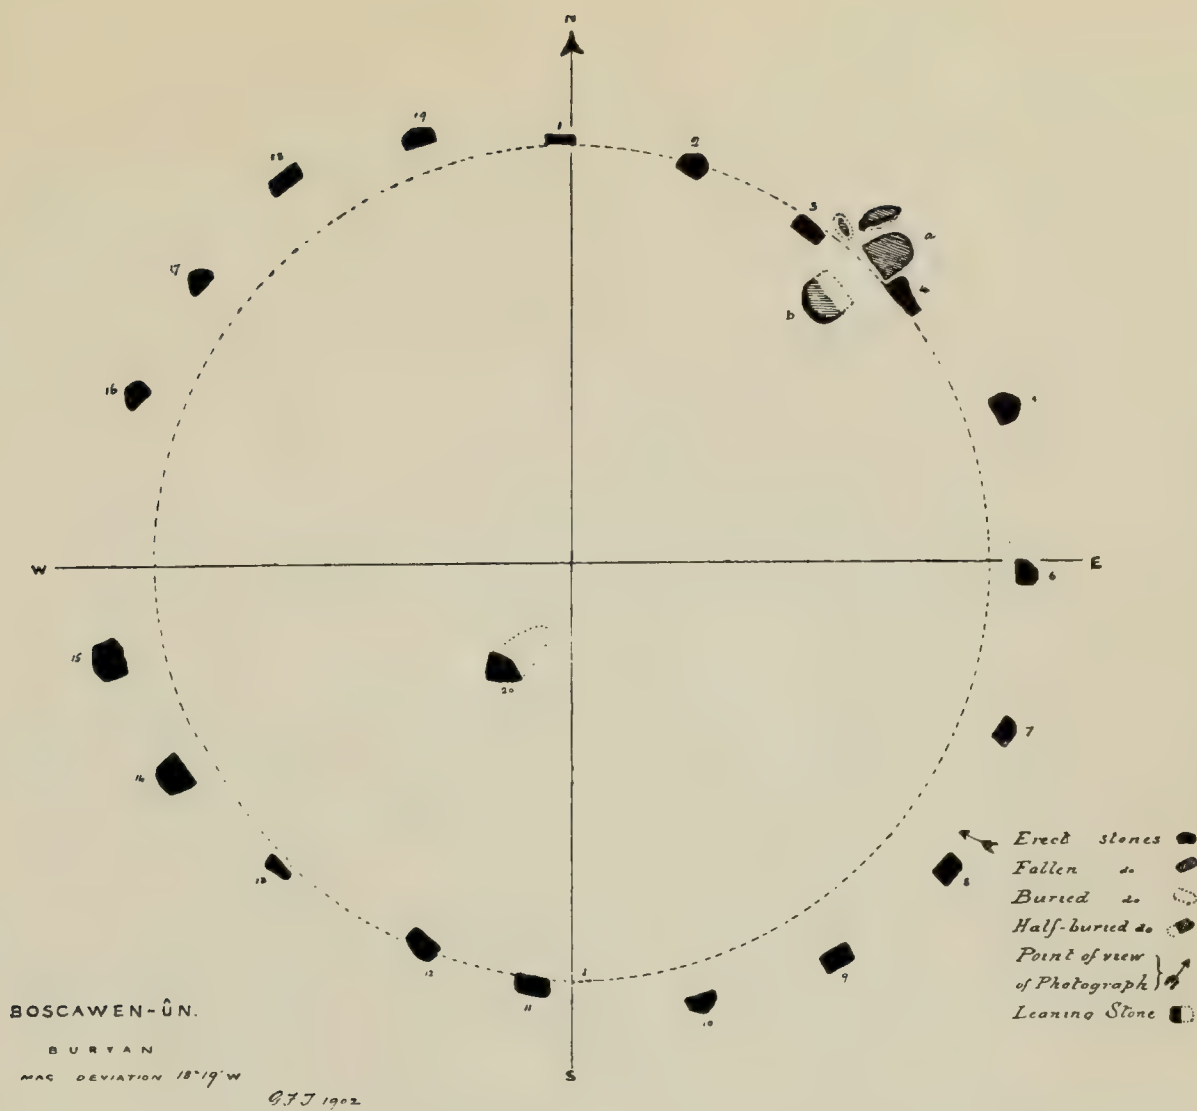 N
19
1
2
18
3
a
17
4
b
16
W
E
6
15
20
7
14
Erect stones
Fallen do
8
13
Buried do
Half-buried do
12
Point of view
9
of Photograph
11
10
Leaning Stone
BOSCAWEN-ÛN.
BURYAN
MAG DEVIATION 18°19' W
S
GFT 1902